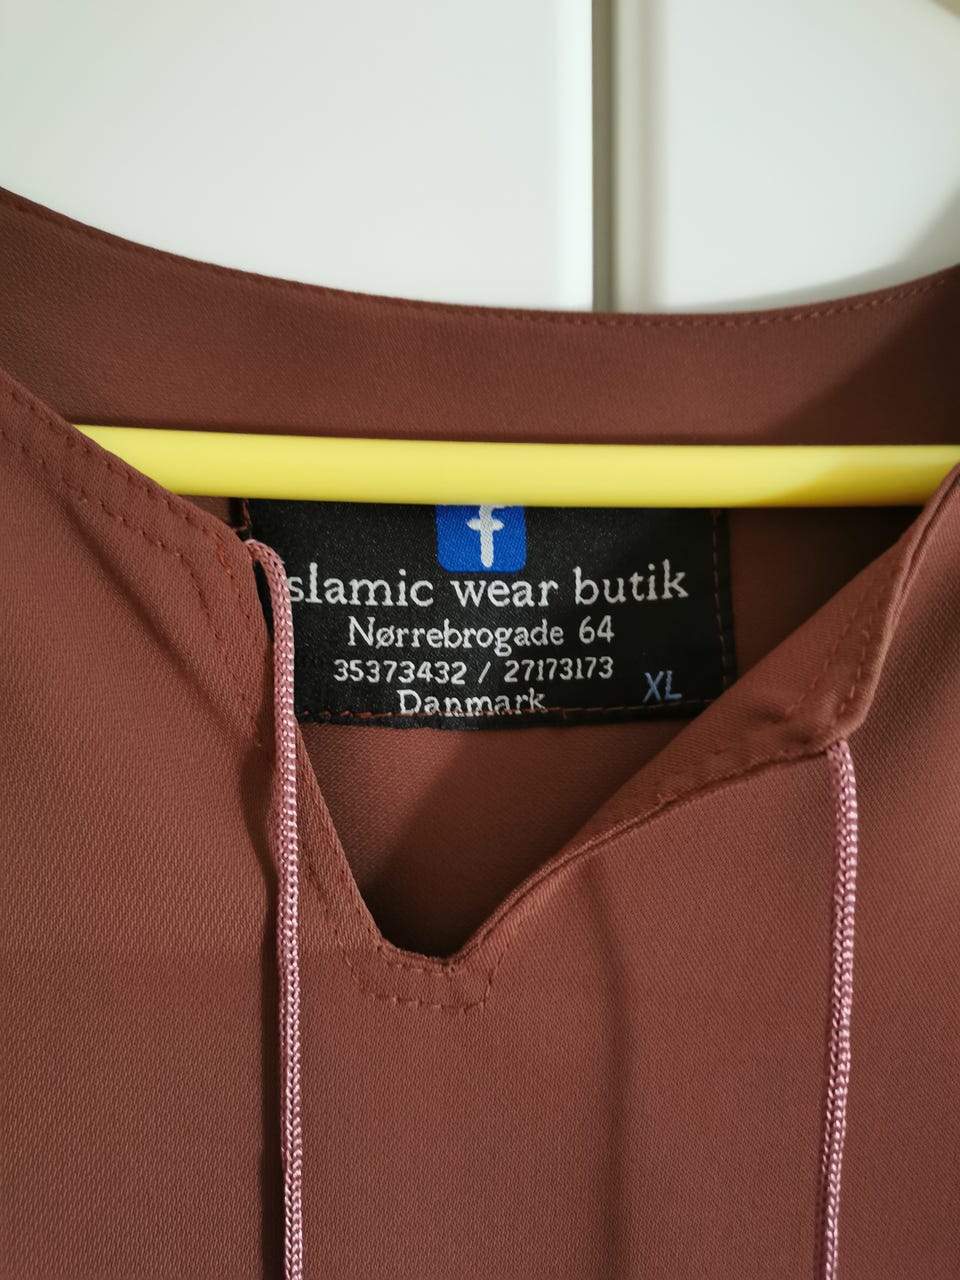 f
slamic wear butik
Nørrebrogade 64
35373432 / 27173173
XL
Danmark